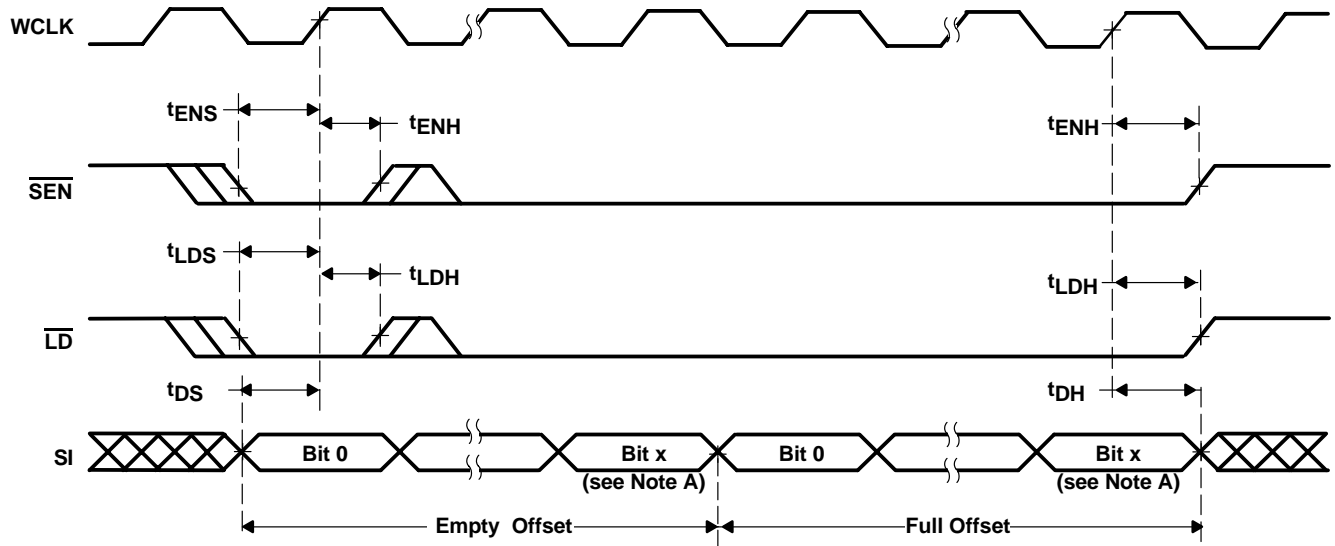 WCLK
tENS
tENH
tENH
SEN
tLDS
tLDH
tLDH
LD
tDS
tDH
SI
Bit 0
Bit x
(see Note A)
Bit 0
Bit x
(see Note A)
Empty Offset
Full Offset